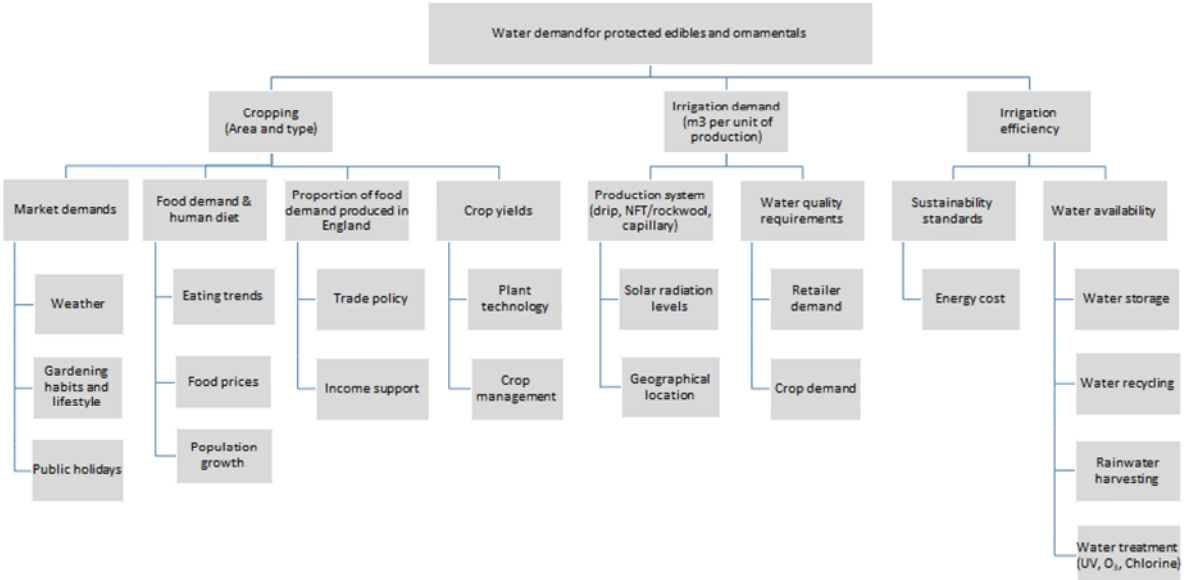 Water demand for protected edibles and ornamentals
Cropping
(Area and type)
Irrigation demand
(m3 per unit of
production)
Irrigation
efficiency
Market demands
Food demand &
human diet
Proportion of food
demand produced in
England
Crop yields
Production system
(drip, NFT/rockwool,
capillary)
Water quality
requirements
Sustainability
standards
Water availability
Weather
Gardening
habits and
lifestyle
Public holidays
Eating trends
Food prices
Population
growth
Trade policy
Income support
Plant
technology
Crop
management
Solar radiation
levels
Geographical
location
Retailer
demand
Crop demand
Energy cost
Water storage
Water recycling
Rainwater
harvesting
Water treatment
(UV, O₃, Chlorine)